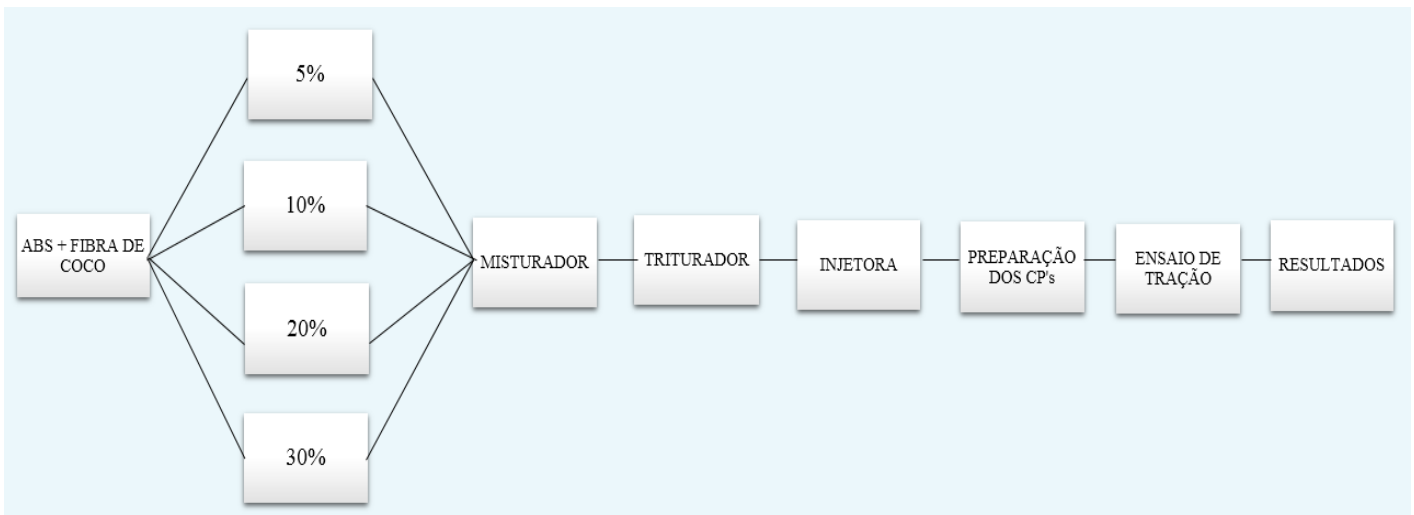 ABS + FIBRA DE
COCO
5%
10%
20%
30%
MISTURADOR
TRITURADOR
INJETORA
PREPARAÇÃO
DOS CP's
ENSAIO DE
TRAÇÃO
RESULTADOS